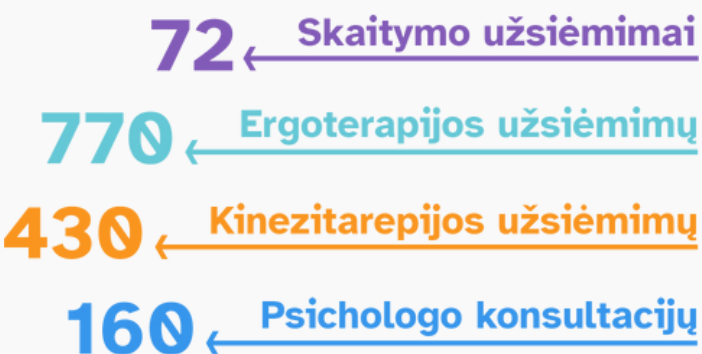 72 Skaitymo užsiėmimai
770 Ergoterapijos užsiėmimų
430 Kinezitarepijos užsiėmimų
160 Psichologo konsultacijų